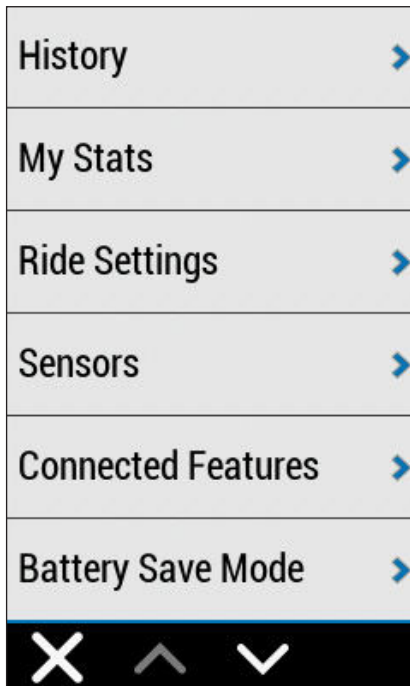 History
My Stats
Ride Settings
Sensors
Connected Features
Battery Save Mode